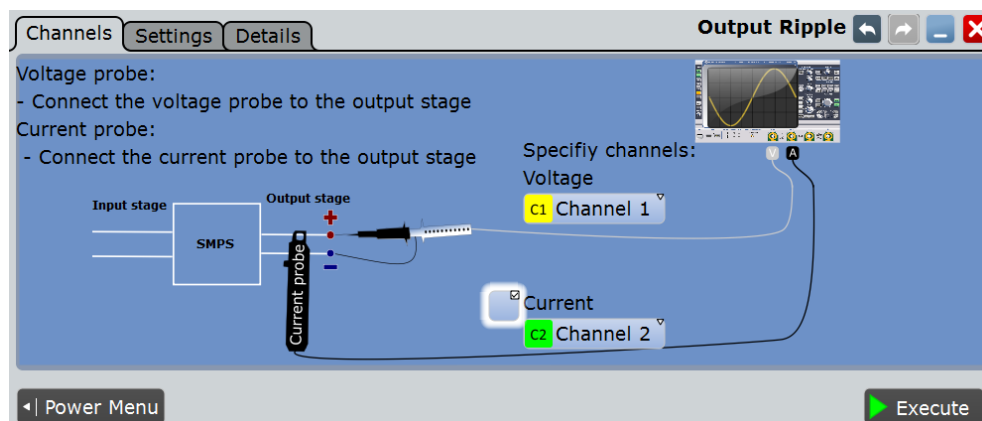 Channels
Settings
Details
Output Ripple
Voltage probe:
- Connect the voltage probe to the output stage
Current probe:
- Connect the current probe to the output stage
Specifiy channels:
Voltage
C1 Channel 1
V
A
Input stage
Output stage
SMPS
Current probe
Current
C2 Channel 2
Power Menu
Execute